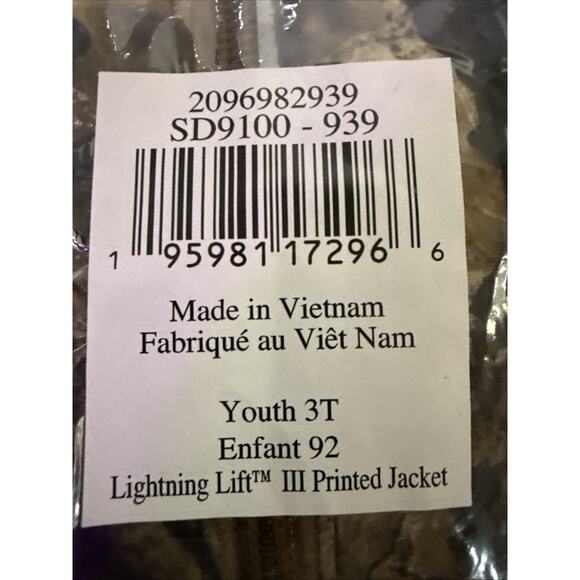 2096982939
SD9100 - 939
1 95981 17296 6
Made in Vietnam
Fabriqué au Viêt Nam
Youth 3T
Enfant 92
Lightning Lift™ III Printed Jacket